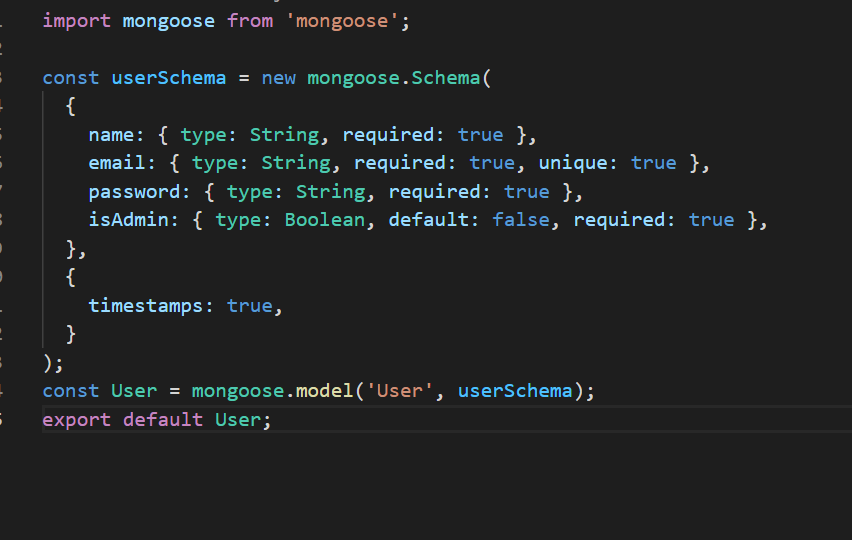 import mongoose from 'mongoose';
const userSchema = new mongoose.Schema(
{
name: { type: String, required: true },
email: { type: String, required: true, unique: true },
password: { type: String, required: true },
isAdmin: { type: Boolean, default: false, required: true },
},
{
timestamps: true,
}
);
const User = mongoose.model('User', userSchema);
export default User;